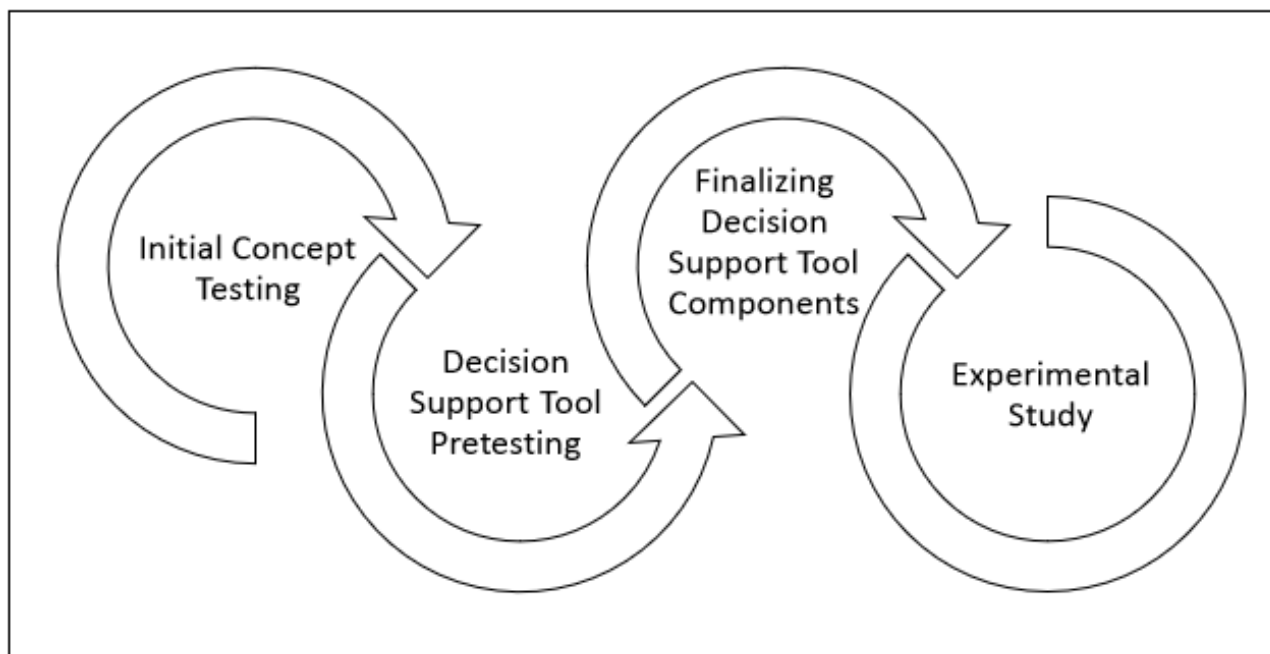 Initial Concept
Testing
Decision
Support Tool
Pretesting
Finalizing
Decision
Support Tool
Components
Experimental
Study